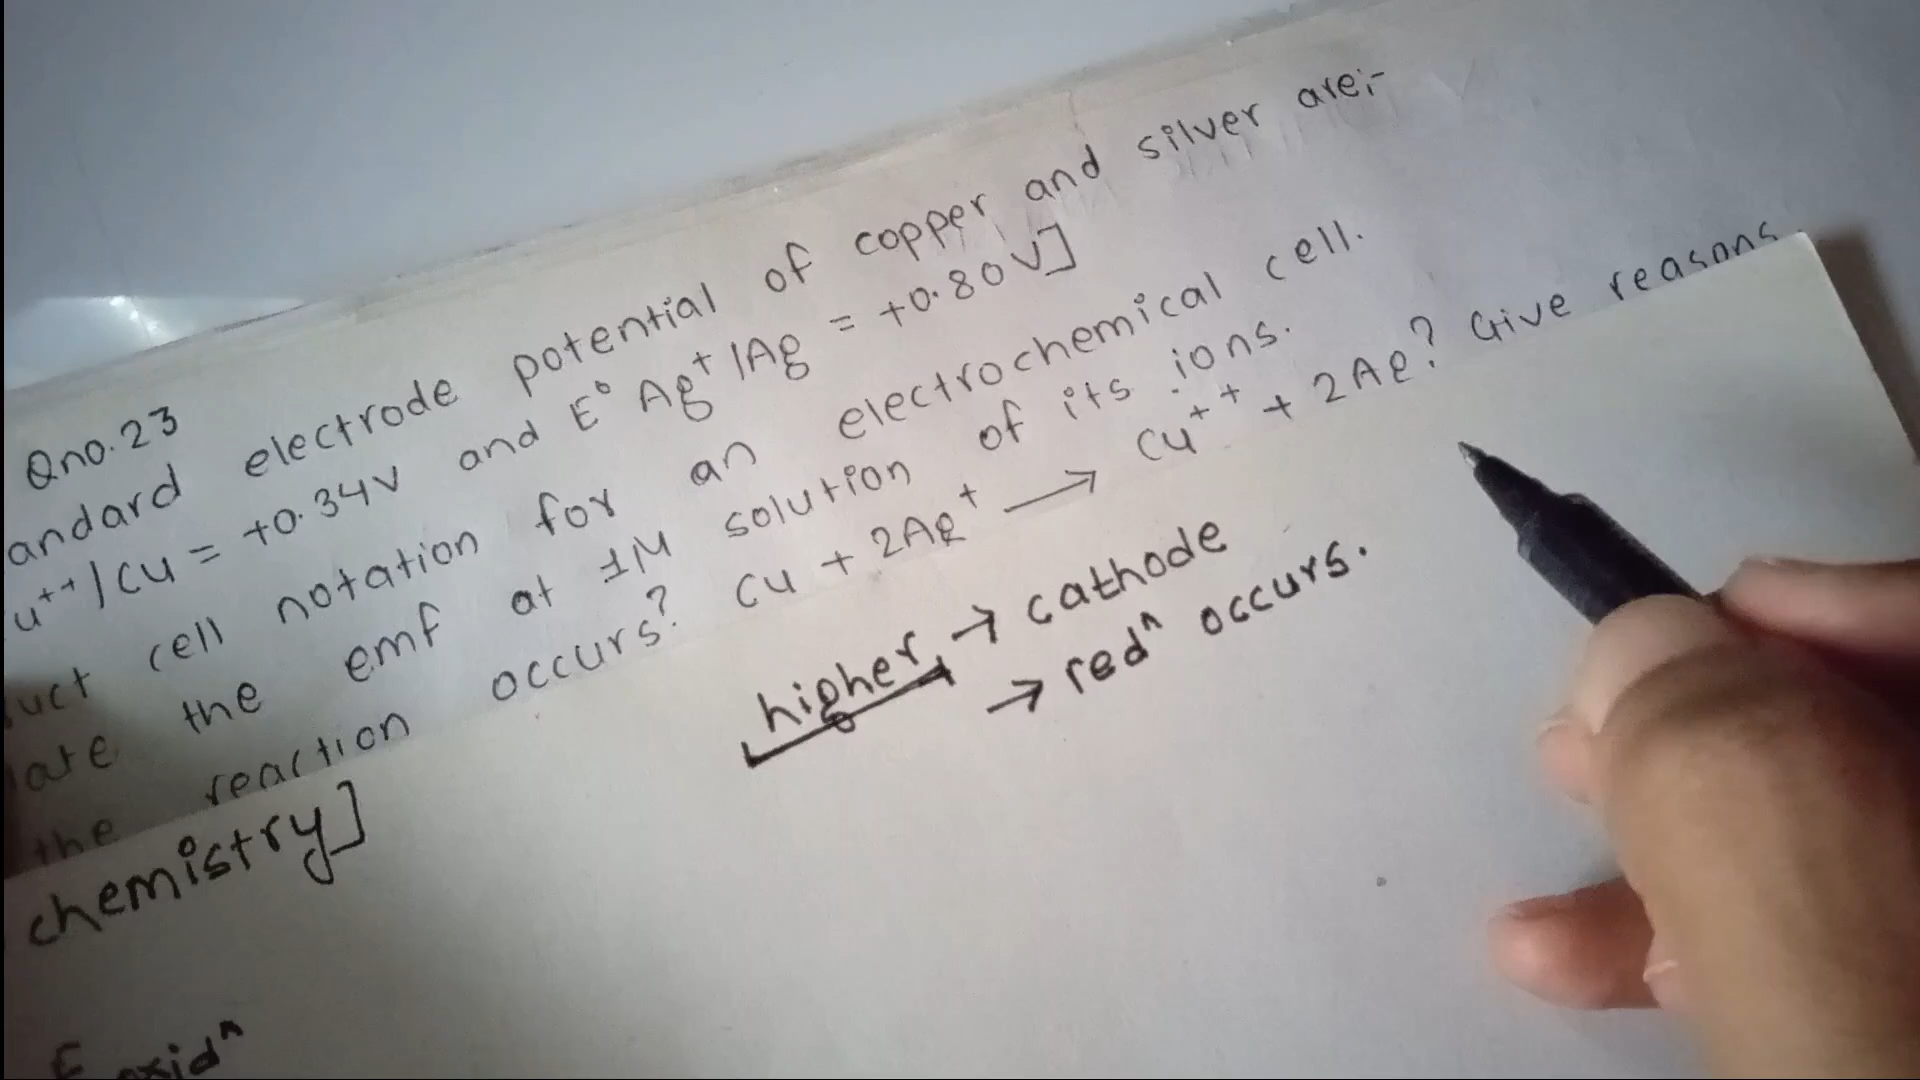 Qno.23
andard electrode potential of copper and silver are;-
u⁺⁺/Cu = +0.34V and E° Ag⁺/Ag = +0.80V]
uct cell notation for an electrochemical cell.
late the emf at 1M solution of its ions.
the reaction occurs? Cu + 2Ag⁺ → Cu⁺⁺ + 2Ag? Give reasons.
higher → cathode
→ redⁿ occurs.
chemistry]
oxidⁿ